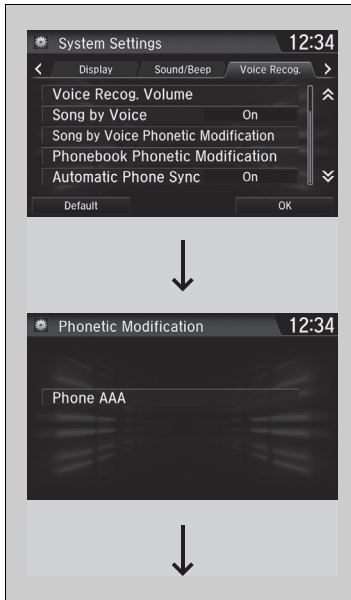 System Settings 12:34
Display Sound/Beep Voice Recog.
Voice Recog. Volume
Song by Voice On
Song by Voice Phonetic Modification
Phonebook Phonetic Modification
Automatic Phone Sync On
Default OK
Phonetic Modification 12:34
Phone AAA